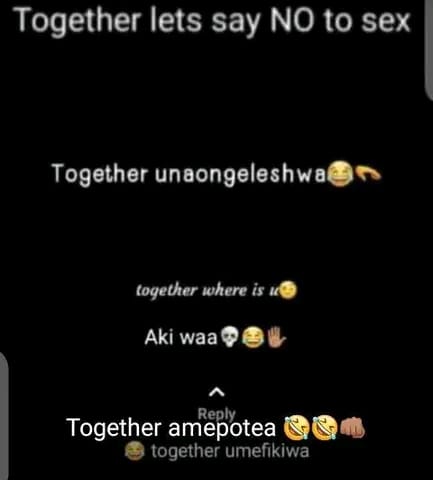 Together lets say NO to sex
Together unaongeleshwa😂🫳
together where is u😉
Aki waa💀😂🖐🏽
Reply
Together amepotea 🤣🤣👊🏽
😂 together umefikiwa